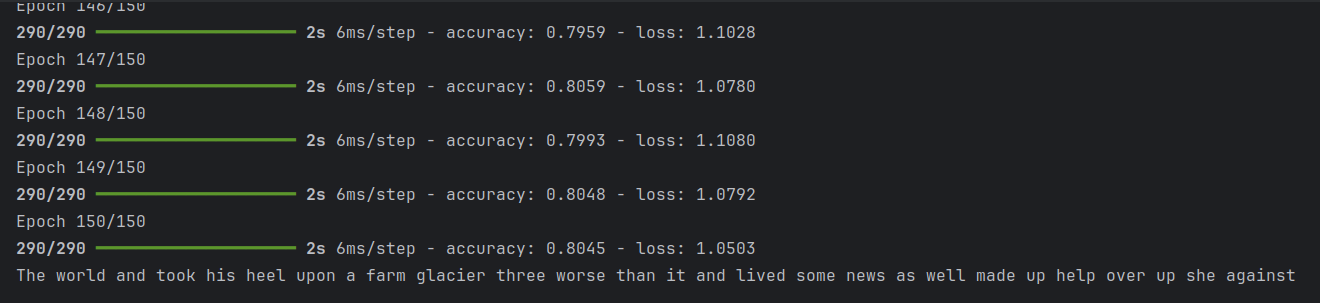 Epoch 146/150
290/290 ━━━━━━━━━━━━━━━━━━━━ 2s 6ms/step - accuracy: 0.7959 - loss: 1.1028
Epoch 147/150
290/290 ━━━━━━━━━━━━━━━━━━━━ 2s 6ms/step - accuracy: 0.8059 - loss: 1.0780
Epoch 148/150
290/290 ━━━━━━━━━━━━━━━━━━━━ 2s 6ms/step - accuracy: 0.7993 - loss: 1.1080
Epoch 149/150
290/290 ━━━━━━━━━━━━━━━━━━━━ 2s 6ms/step - accuracy: 0.8048 - loss: 1.0792
Epoch 150/150
290/290 ━━━━━━━━━━━━━━━━━━━━ 2s 6ms/step - accuracy: 0.8045 - loss: 1.0503
The world and took his heel upon a farm glacier three worse than it and lived some news as well made up help over up she against